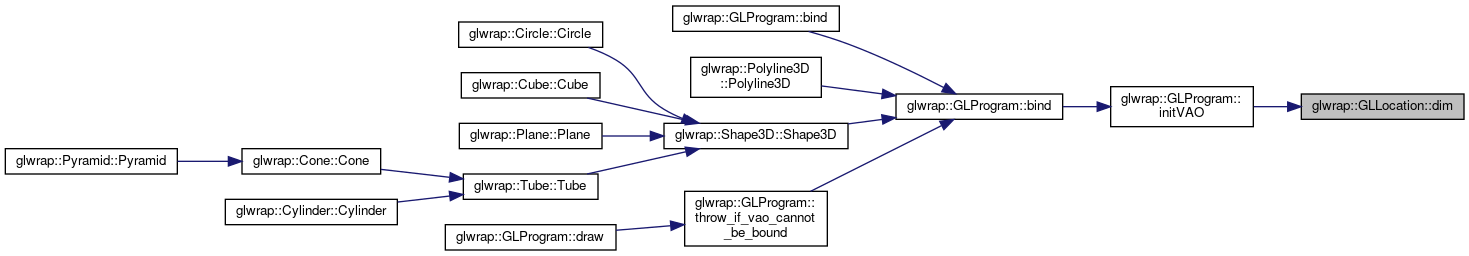 glwrap::GLProgram::bind
glwrap::Circle::Circle
glwrap::Polyline3D
::Polyline3D
glwrap::Cube::Cube
glwrap::GLProgram::bind
glwrap::GLProgram::
initVAO
glwrap::GLLocation::dim
glwrap::Plane::Plane
glwrap::Shape3D::Shape3D
glwrap::Pyramid::Pyramid
glwrap::Cone::Cone
glwrap::Tube::Tube
glwrap::Cylinder::Cylinder
glwrap::GLProgram::
throw_if_vao_cannot
_be_bound
glwrap::GLProgram::draw